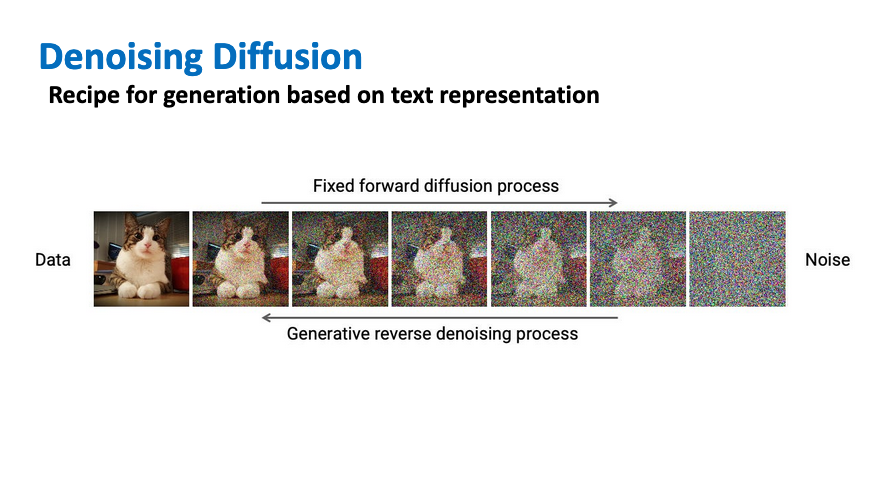 Denoising Diffusion
Recipe for generation based on text representation
Fixed forward diffusion process
Data
Noise
Generative reverse denoising process